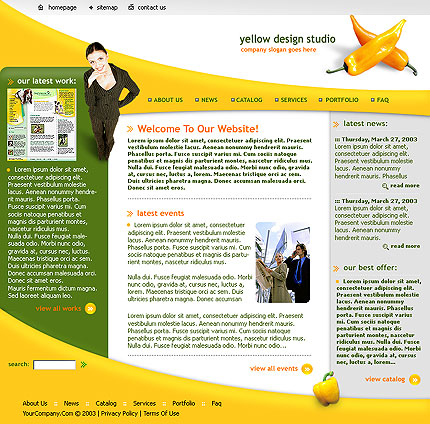 homepage
sitemap
contact us
yellow design studio
company slogan goes here
ABOUT US
NEWS
CATALOG
SERVICES
PORTFOLIO
FAQ
our latest work:
Lorem ipsum dolor sit
amet, consectetuer
adipiscing elit. Praesent
vestibulum molestie
lacus. Aenean nonummy hendre-
rit mauris. Phasellus porta.
Fusce suscipit varius mi. Cum
sociis natoque penatibus et
magnis dis parturient montes,
nascetur ridiculus mus. Nulla
dui. Fusce feugiat malesuada
odio. Morbi nunc odio,
gravida at, cursus nec, luctus
a, lorem. Maecenas tristique
orci ac sem.
Duis ultricies pharetra magna.
Donec
Mauris fermentum dictum magna.
Sed laoreet aliquam leo.
view all works
search:
Welcome To Our Website!
Lorem ipsum dolor sit amet, consectetuer adipiscing elit. Praesent
vestibulum molestie lacus. Aenean nonummy hendrerit mauris.
Phasellus porta. Fusce suscipit varius mi. Cum sociis natoque
penatibus et magnis dis parturient montes, nascetur ridiculus mus.
Nulla dui. Fusce feugiat malesuada odio. Morbi nunc odio, gravida
at, cursus nec, luctus a, lorem. Maecenas tristique orci ac sem.
Duis ultricies pharetra magna. Donec accumsan malesuada orci.
Donec sit amet eros.
latest events
Lorem ipsum dolor sit amet, consectetuer
adipiscing elit. Praesent vestibulum molestie
lacus. Aenean nonummy hendrerit mauris.
Phasellus porta. Fusce suscipit varius mi. Cum
sociis natoque penatibus et magnis dis partu-
rient montes, nascetur ridiculus mus.
Nulla dui. Fusce feugiat malesuada odio. Morbi
nunc odio, gravida at, cursus nec, luctus a,
lorem. Maecenas tristique orci ac sem. Duis
ultricies pharetra magna. Donec accumsan
Lorem ipsum dolor sit amet, consectetuer adipiscing elit. Praesent
vestibulum molestie lacus. Aenean nonummy hendrerit mauris.
Phasellus porta. Fusce suscipit varius mi. Cum sociis natoque
penatibus et magnis dis parturient montes, nascetur ridiculus mus.
Nulla dui. Fusce feugiat malesuada odio. Morbi nunc odio...
view all events
latest news:
Thursday, March 27, 2003
Lorem ipsum dolor sit amet,
consectetuer adipiscing elit.
Praesent vestibulum molestie
lacus. Aenean nonummy
hendrerit mauris. Phasellus
read more
Thursday, March 27, 2003
Lorem ipsum dolor sit amet,
consectetuer adipiscing elit.
Praesent vestibulum molestie
lacus. Aenean nonummy
hendrerit mauris.
read more
our best offer:
Lorem ipsum dolor sit amet,
consectetuer adipiscing elit.
Praesent vestibulum molestie
lacus. Aenean nonummy
hendrerit mauris. Phasellus
porta. Fusce suscipit varius
mi. Cum sociis natoque
penatibus et magnis dis
parturient montes, nascetur
ridiculus mus. Nulla dui.
Fusce feugiat malesuada
odio. Morbi nunc
odio, gravida at, cursus
nec, luctus a, lorem...
view catalog
About Us :: News :: Catalog :: Services :: Portfolio :: Faq
YourCompany.Com © 2003 | Privacy Policy | Terms Of Use